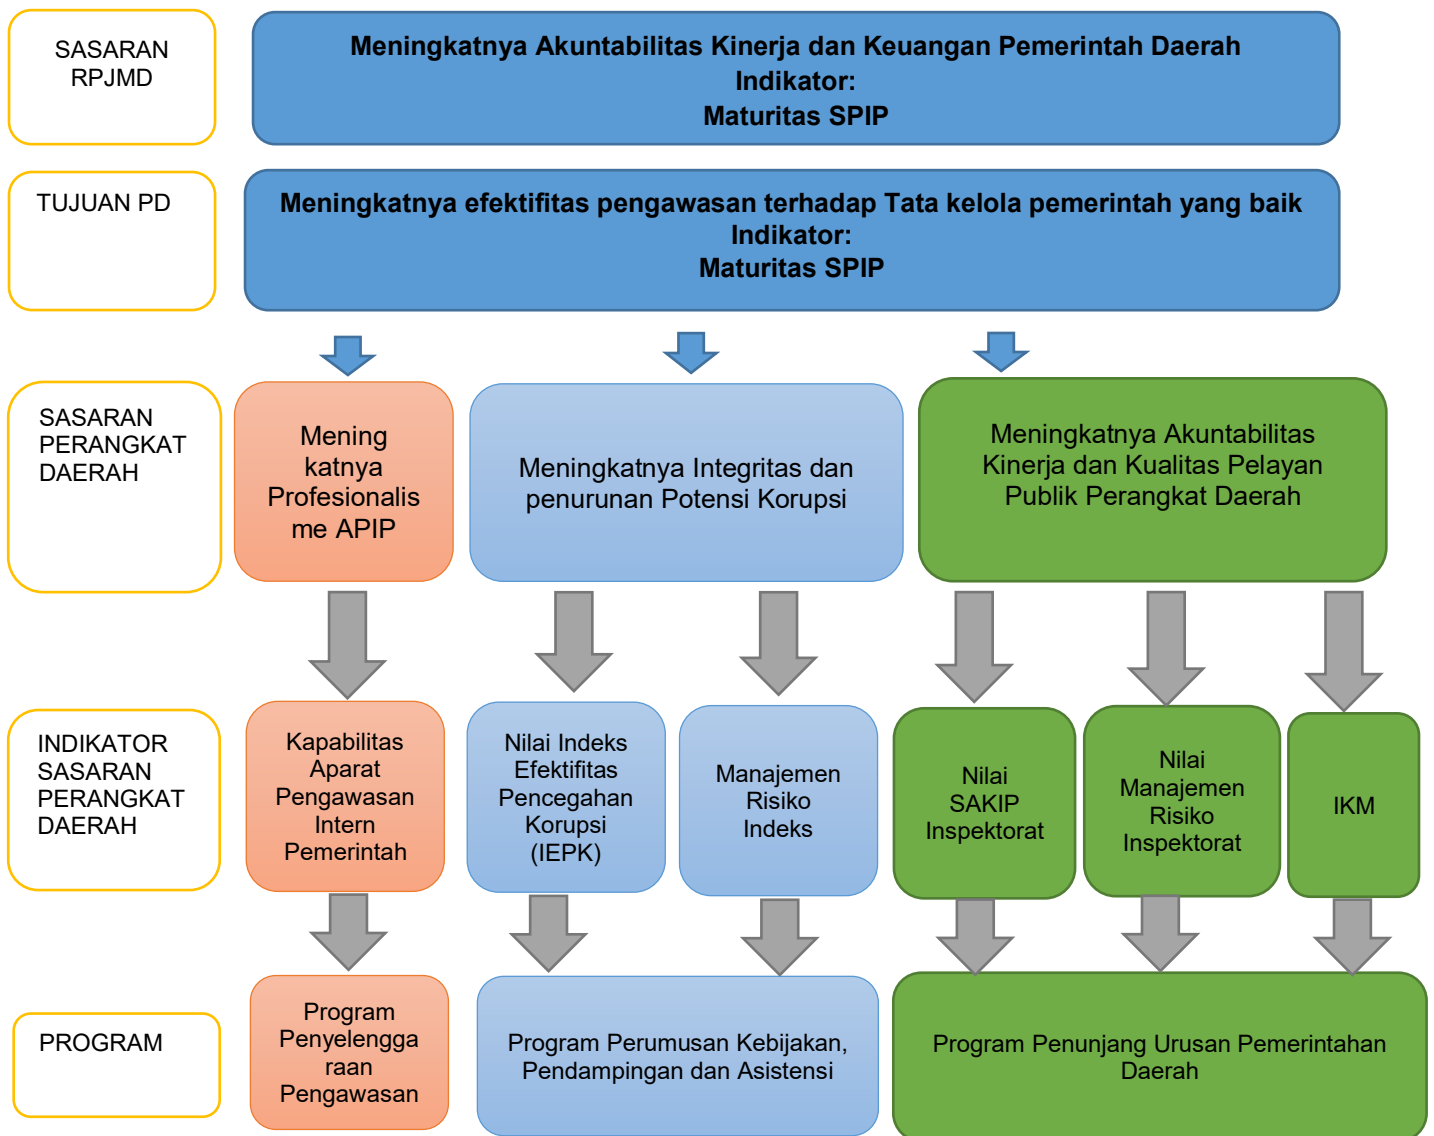 SASARAN
RPJMD
Meningkatnya Akuntabilitas Kinerja dan Keuangan Pemerintah Daerah
Indikator:
Maturitas SPIP
TUJUAN PD
Meningkatnya efektifitas pengawasan terhadap Tata kelola pemerintah yang baik
Indikator:
Maturitas SPIP
SASARAN
PERANGKAT
DAERAH
Mening
katnya
Profesionalis
me APIP
Meningkatnya Integritas dan
penurunan Potensi Korupsi
Meningkatnya Akuntabilitas
Kinerja dan Kualitas Pelayan
Publik Perangkat Daerah
INDIKATOR
SASARAN
PERANGKAT
DAERAH
Kapabilitas
Aparat
Pengawasan
Intern
Pemerintah
Nilai Indeks
Efektifitas
Pencegahan
Korupsi
(IEPK)
Manajemen
Risiko
Indeks
Nilai
SAKIP
Inspektorat
Nilai
Manajemen
Risiko
Inspektorat
IKM
PROGRAM
Program
Penyelengga
raan
Pengawasan
Program Perumusan Kebijakan,
Pendampingan dan Asistensi
Program Penunjang Urusan Pemerintahan
Daerah